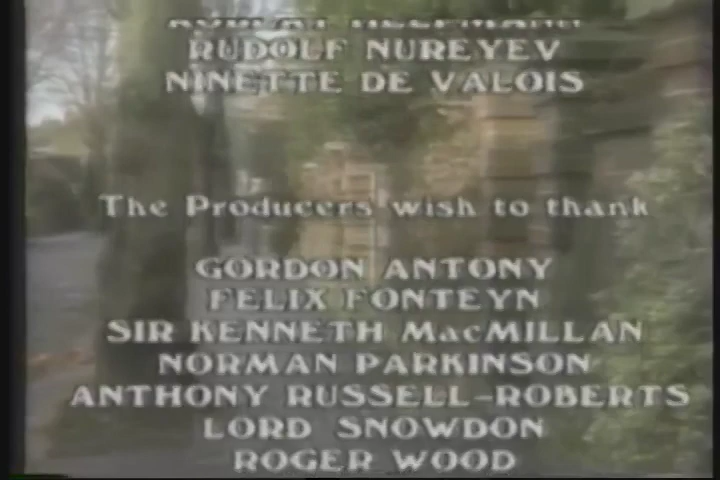 RUDOLF NUREYEV
NINETTE DE VALOIS
The Producers wish to thank
GORDON ANTONY
FELIX FONTEYN
SIR KENNETH MacMILLAN
NORMAN PARKINSON
ANTHONY RUSSELL-ROBERTS
LORD SNOWDON
ROGER WOOD